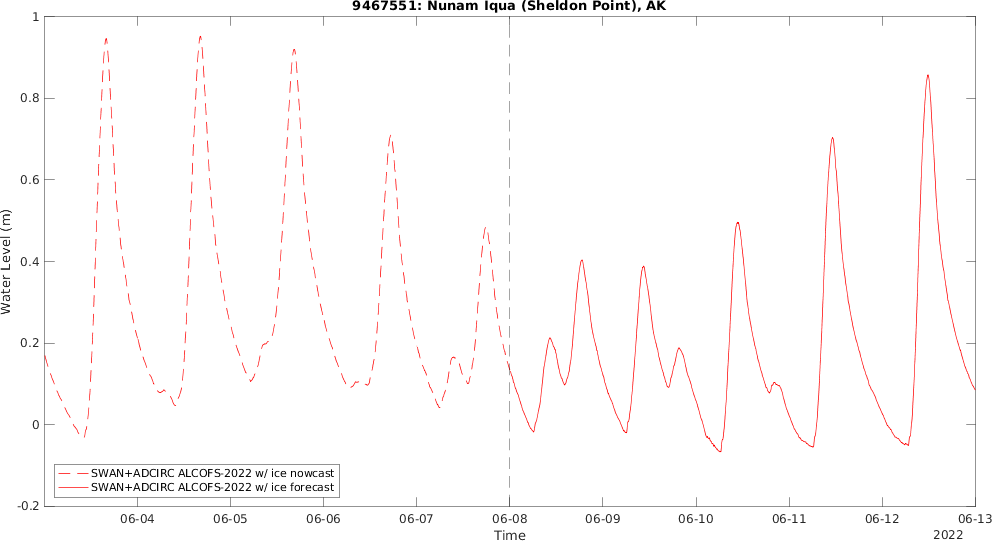 9467551: Nunam Iqua (Sheldon Point), AK
1
0.8
0.6
0.4
0.2
0
-0.2
Water Level (m)
SWAN+ADCIRC ALCOFS-2022 w/ ice nowcast
SWAN+ADCIRC ALCOFS-2022 w/ ice forecast
06-04 06-05 06-06 06-07 06-08 06-09 06-10 06-11 06-12 06-13
Time
2022